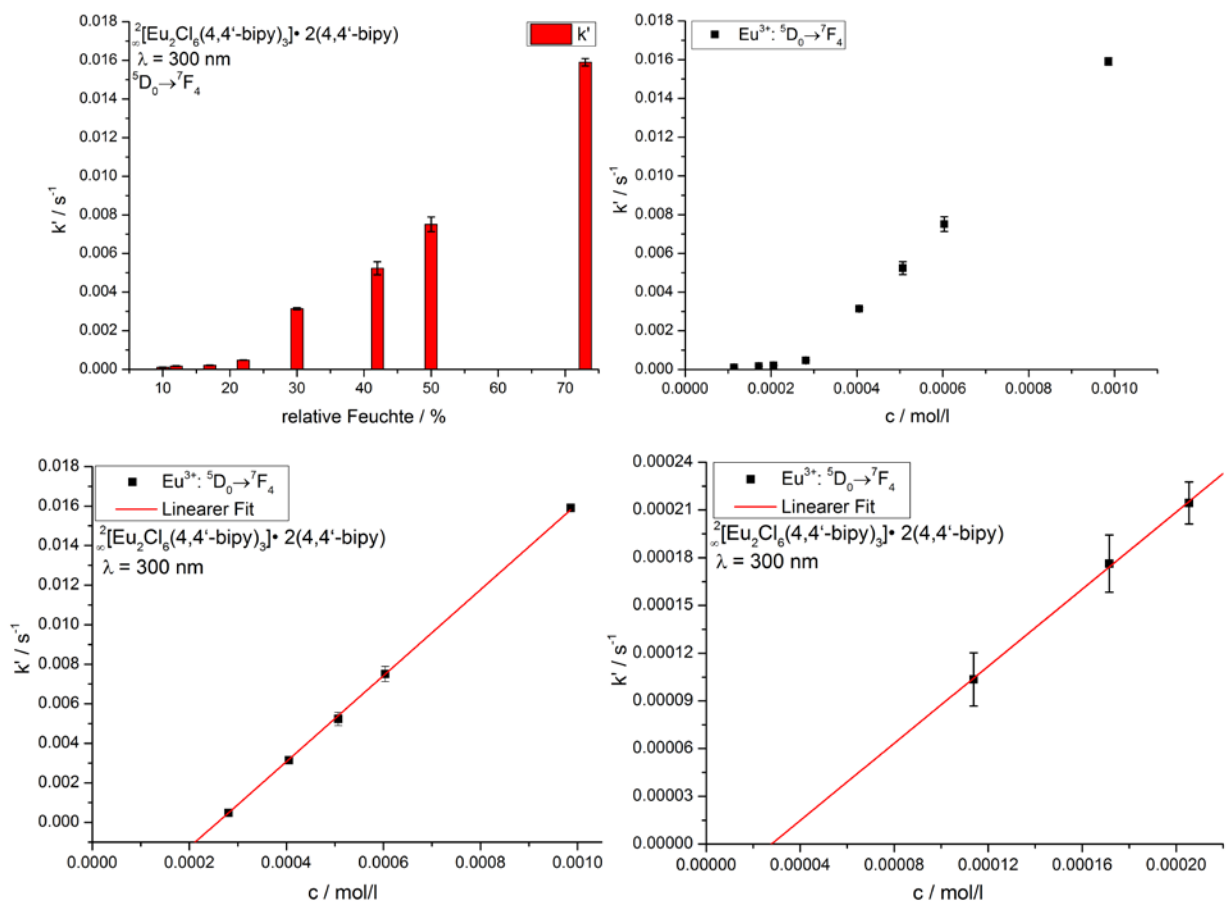 ²∞[Eu₂Cl₆(4,4‘-bipy)₃]• 2(4,4‘-bipy)
λ = 300 nm
⁵D₀→⁷F₄
k'
0.018
0.016
0.014
0.012
0.010
0.008
0.006
0.004
0.002
0.000
k' / s⁻¹
10 20 30 40 50 60 70
relative Feuchte / %
Eu³⁺: ⁵D₀→⁷F₄
0.018
0.016
0.014
0.012
0.010
0.008
0.006
0.004
0.002
0.000
k' / s⁻¹
0.0000 0.0002 0.0004 0.0006 0.0008 0.0010
c / mol/l
Eu³⁺: ⁵D₀→⁷F₄
Linearer Fit
²∞[Eu₂Cl₆(4,4‘-bipy)₃]• 2(4,4‘-bipy)
λ = 300 nm
0.018
0.016
0.014
0.012
0.010
0.008
0.006
0.004
0.002
0.000
k' / s⁻¹
0.0000 0.0002 0.0004 0.0006 0.0008 0.0010
c / mol/l
Eu³⁺: ⁵D₀→⁷F₄
Linearer Fit
²∞[Eu₂Cl₆(4,4‘-bipy)₃]• 2(4,4‘-bipy)
λ = 300 nm
0.00024
0.00021
0.00018
0.00015
0.00012
0.00009
0.00006
0.00003
0.00000
k' / s⁻¹
0.00000 0.00004 0.00008 0.00012 0.00016 0.00020
c / mol/l